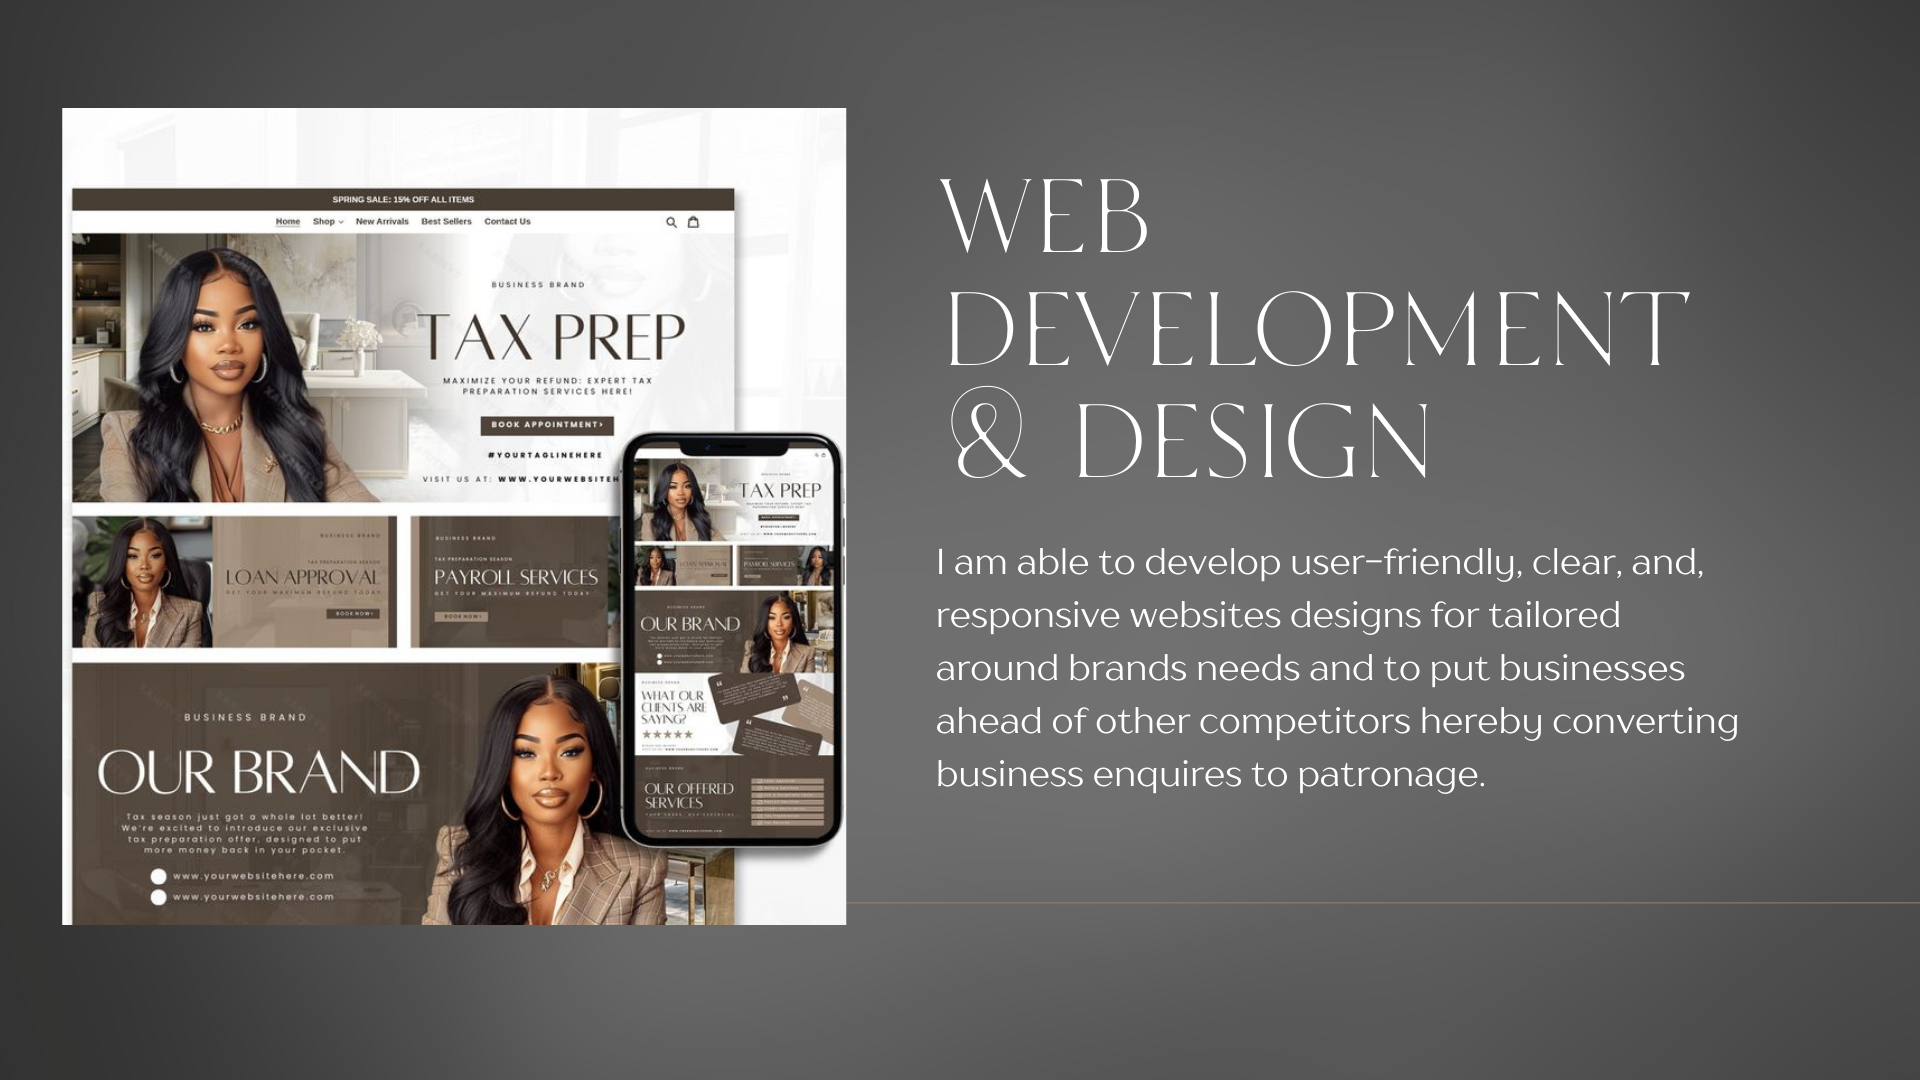 SPRING SALE: 15% OFF ALL ITEMS
Home Shop New Arrivals Best Sellers Contact Us
BUSINESS BRAND
TAX PREP
MAXIMIZE YOUR REFUND: EXPERT TAX
PREPARATION SERVICES HERE!
BOOK APPOINTMENT>
#YOURTAGLINEHERE
VISIT US AT: WWW.YOURWEBSITEH
BUSINESS BRAND
TAX PREPARATION SEASON
LOAN APPROVAL
GET YOUR MAXIMUM REFUND TODAY
BOOK NOW>
BUSINESS BRAND
TAX PREPARATION SEASON
PAYROLL SERVICES
GET YOUR MAXIMUM REFUND TODAY
BOOK NOW>
BUSINESS BRAND
OUR BRAND
Tax season just got a whole lot better!
We're excited to introduce our exclusive
tax preparation offer, designed to put
more money back in your pocket.
www.yourwebsitehere.com
www.yourwebsitehere.com
TAX PREP
LOAN APPROVAL
PAYROLL SERVICES
BUSINESS BRAND
OUR BRAND
BUSINESS BRAND
WHAT OUR
CLIENTS ARE
SAYING?
BUSINESS BRAND
OUR OFFERED
SERVICES
WEB
DEVELOPMENT
& DESIGN
I am able to develop user-friendly, clear, and,
responsive websites designs for tailored
around brands needs and to put businesses
ahead of other competitors hereby converting
business enquires to patronage.